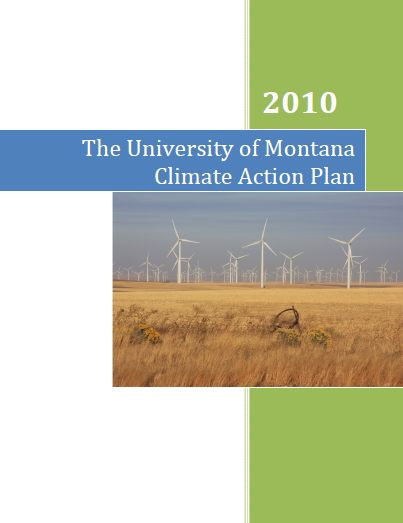 2010
The University of Montana
Climate Action Plan